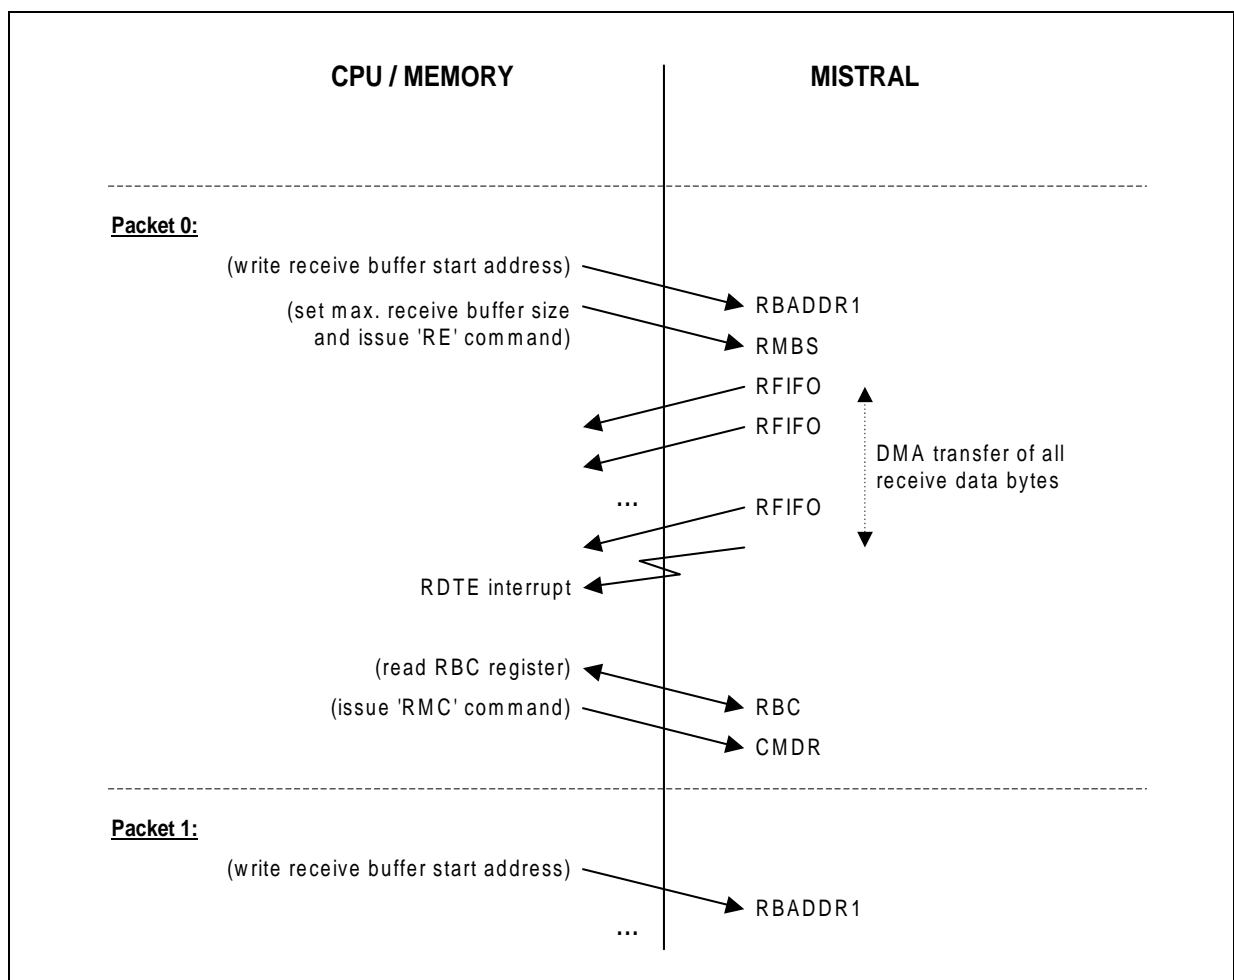 CPU / MEMORY
MISTRAL
Packet 0:
(write receive buffer start address)
RBADDR1
(set max. receive buffer size
and issue 'RE' command)
RMBS
RFIFO
RFIFO
DMA transfer of all
receive data bytes
...
RFIFO
RDTE interrupt
(read RBC register)
RBC
(issue 'RMC' command)
CMDR
Packet 1:
(write receive buffer start address)
RBADDR1
...